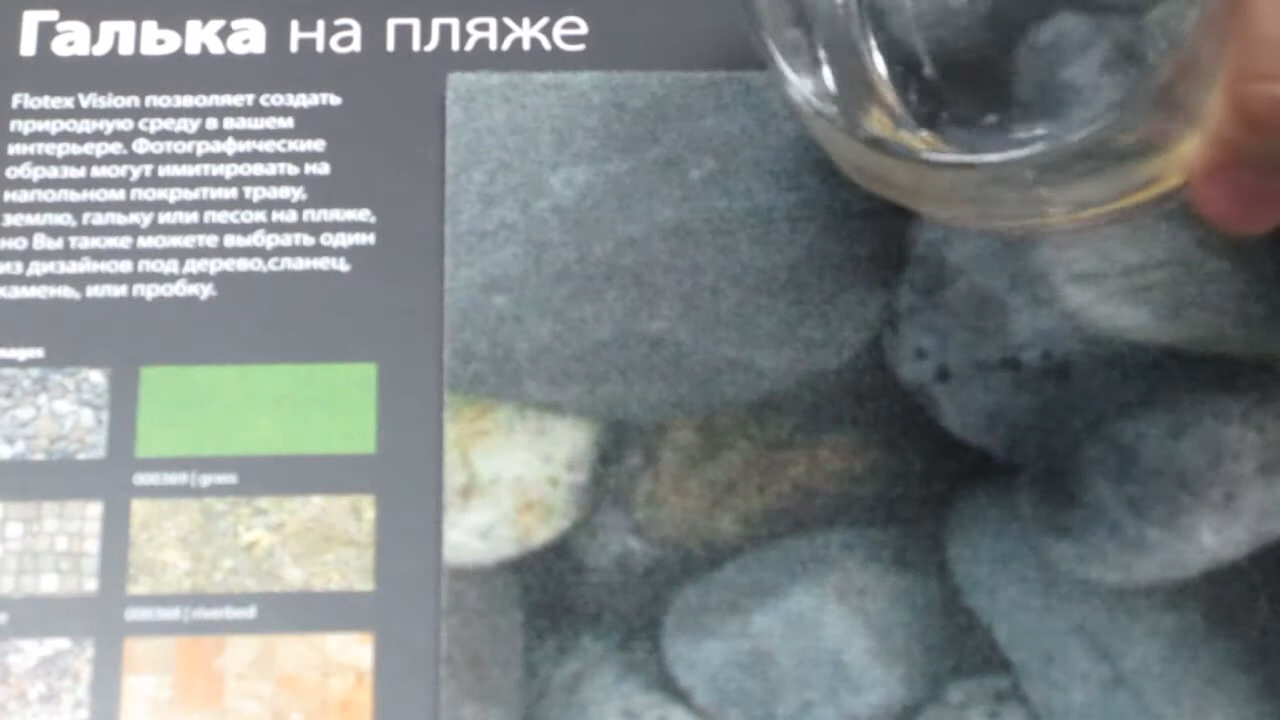 Галька на пляже
Flotex Vision позволяет создать
природную среду в вашем
интерьере. Фотографические
образы могут имитировать на
напольном покрытии траву,
землю, гальку или песок на пляже,
но Вы также можете выбрать один
из дизайнов под дерево,сланец,
камень, или пробку.
000369 | grass
000368 | riverbed